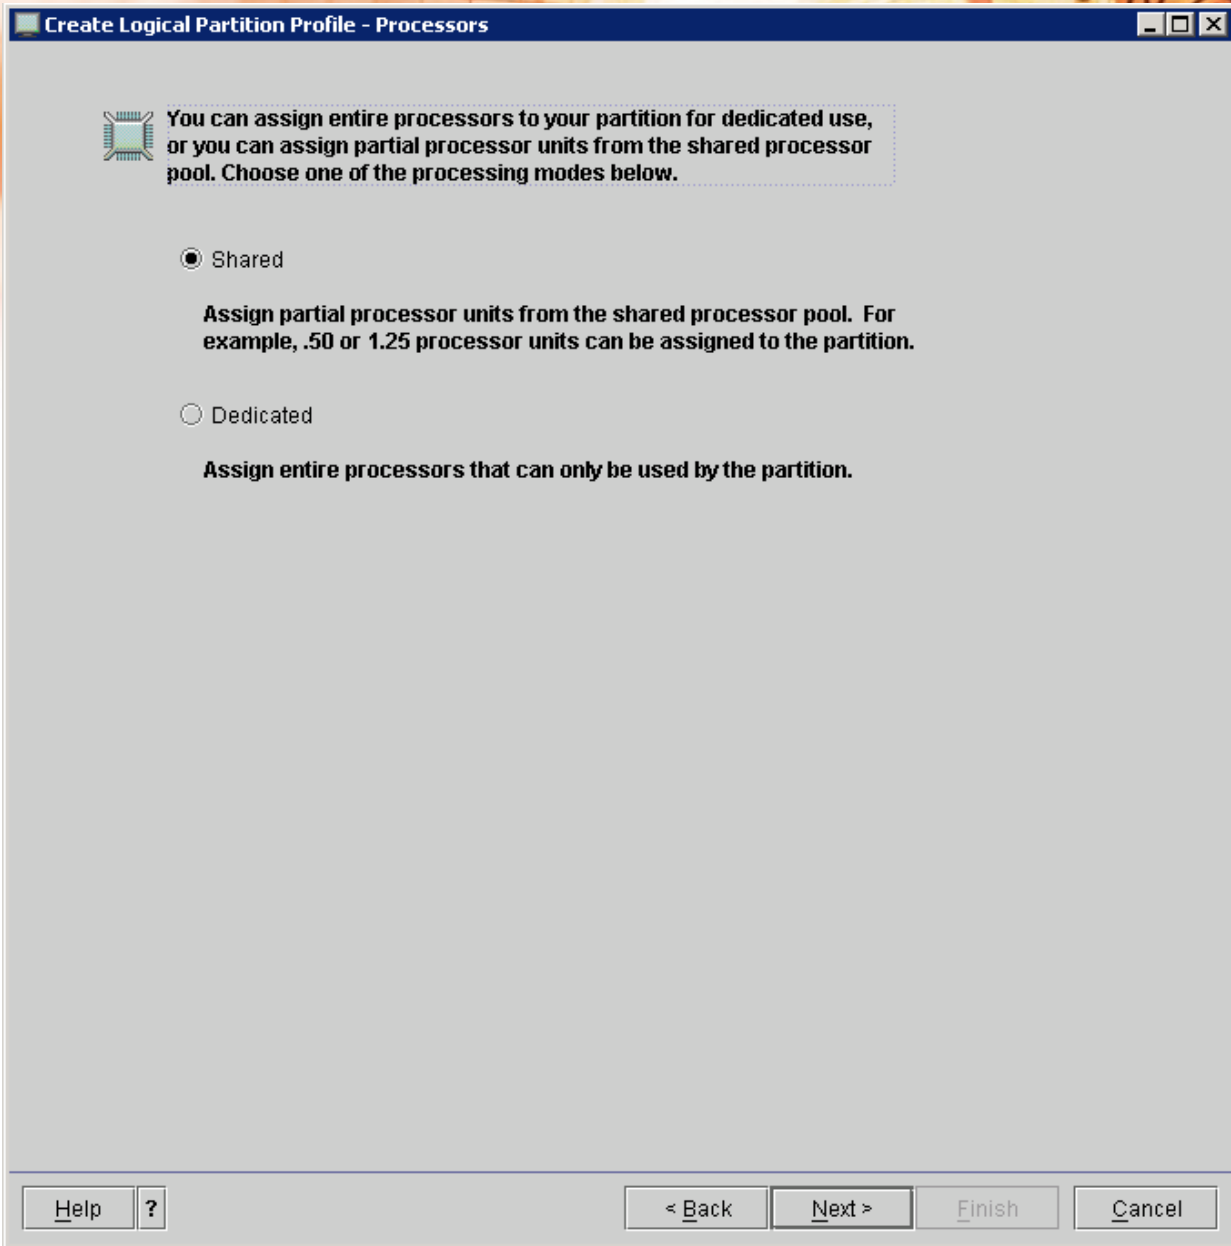 Create Logical Partition Profile - Processors
You can assign entire processors to your partition for dedicated use,
or you can assign partial processor units from the shared processor
pool. Choose one of the processing modes below.
Shared
Assign partial processor units from the shared processor pool.  For
example, .50 or 1.25 processor units can be assigned to the partition.
Dedicated
Assign entire processors that can only be used by the partition.
Help ? < Back Next > Finish Cancel